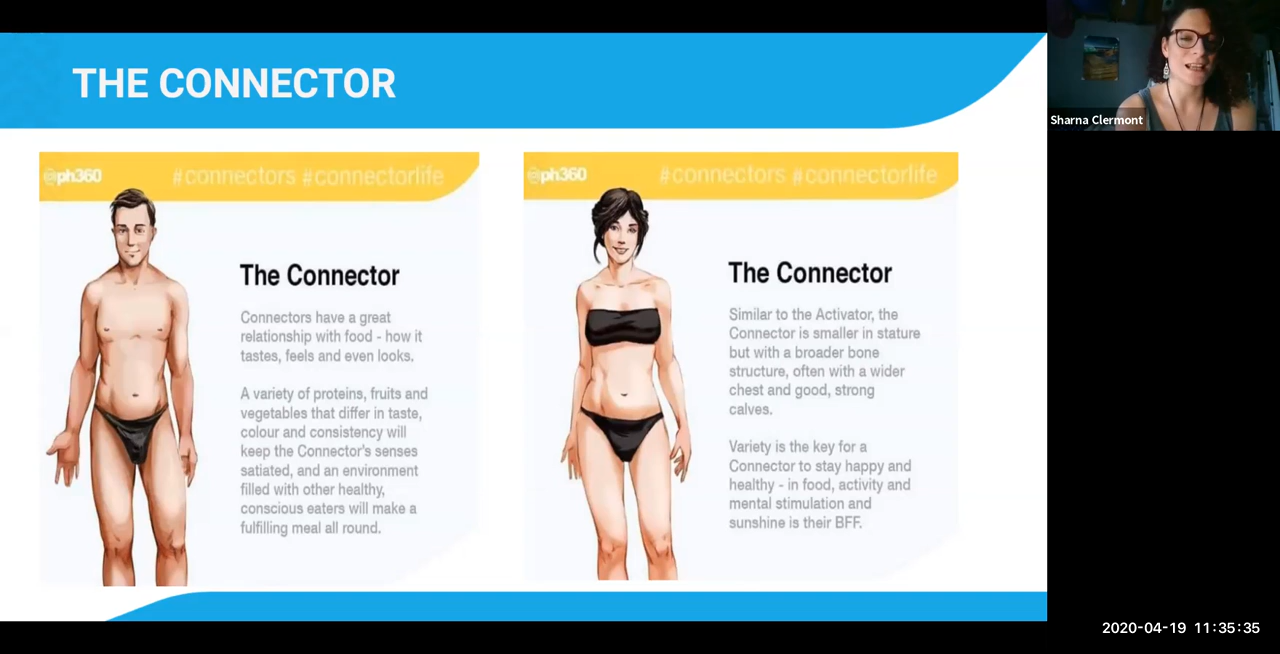 THE CONNECTOR
@ph360 #connectors #connectorlife
The Connector
Connectors have a great
relationship with food - how it
tastes, feels and even looks.
A variety of proteins, fruits and
vegetables that differ in taste,
colour and consistency will
keep the Connector's senses
satiated, and an environment
filled with other healthy,
conscious eaters will make a
fulfilling meal all round.
@ph360 #connectors #connectorlife
The Connector
Similar to the Activator, the
Connector is smaller in stature
but with a broader bone
structure, often with a wider
chest and good, strong
calves.
Variety is the key for a
Connector to stay happy and
healthy - in food, activity and
mental stimulation and
sunshine is their BFF.
Sharna Clermont
2020-04-19 11:35:35